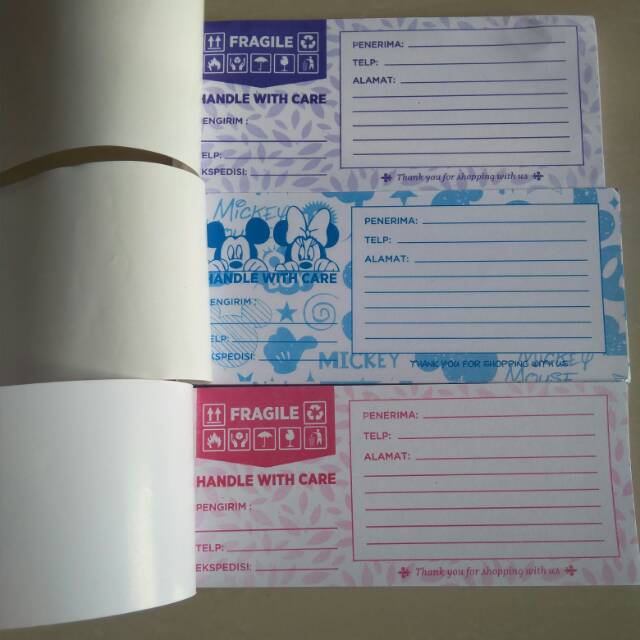 FRAGILE
HANDLE WITH CARE
PENGIRIM :
TELP:
EKSPEDISI:
PENERIMA:
TELP:
ALAMAT:
Thank you for shopping with us
MICKEY
HANDLE WITH CARE
PENGIRIM :
TELP:
EKSPEDISI:
PENERIMA:
TELP:
ALAMAT:
MICKEY
THANK YOU FOR SHOPPING WITH US
MICKEY
MOUSE
FRAGILE
HANDLE WITH CARE
PENGIRIM :
TELP:
EKSPEDISI:
PENERIMA:
TELP:
ALAMAT:
Thank you for shopping with us